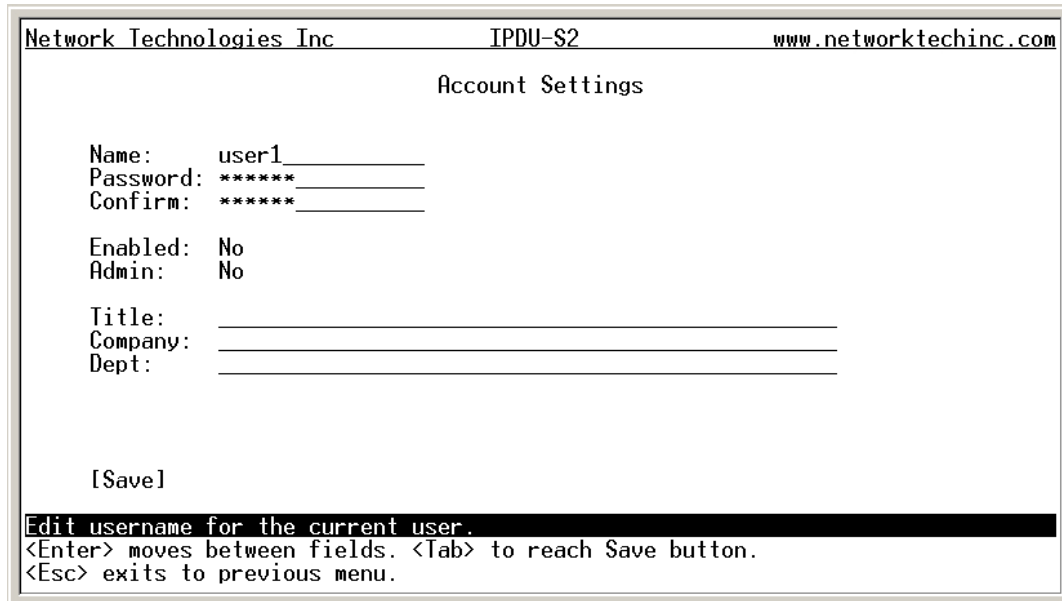 Network Technologies Inc IPDU-S2 www.networktechinc.com
Account Settings
Name: user1
Password: ******
Confirm: ******
Enabled: No
Admin: No
Title:
Company:
Dept:
[Save]
Edit username for the current user.
<Enter> moves between fields. <Tab> to reach Save button.
<Esc> exits to previous menu.